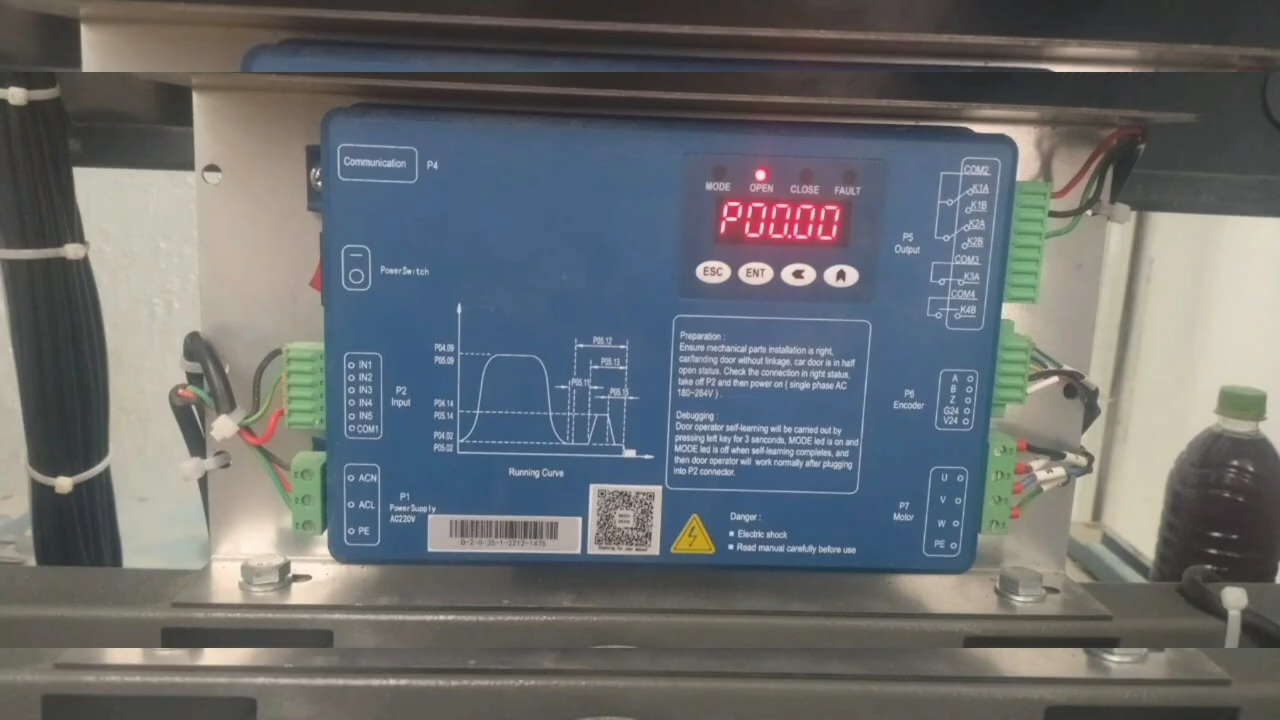 Communication P4
MODE OPEN CLOSE FAULT
P00.00
ESC ENT
PowerSwitch
P5
Output
COM2
K1A
K1B
K2A
K2B
COM3
K3A
COM4
K4B
IN1
IN2
IN3
IN4
IN5
COM1
P2
Input
P04.09
P05.09
P04.14
P05.14
P04.02
P05.02
P05.12
P05.13
P05.11
Running Curve
Preparation :
Ensure mechanical parts installation is right,
car/landing door without linkage, car door is in half
open status. Check the connection in right status,
take off P2 and then power on ( single phase AC
180~264V ) .
Debugging :
Door operator self-learning will be carried out by
pressing left key for 3 senconds, MODE led is on and
MODE led is off when self-learning completes, and
then door operator will work normally after plugging
into P2 connector.
A
B
Z
G24
V24
P6
Encoder
ACN
ACL
PE
P1
PowerSupply
AC220V
U
V
W
PE
P7
Motor
Danger :
Electric shock
Read manual carefully before use